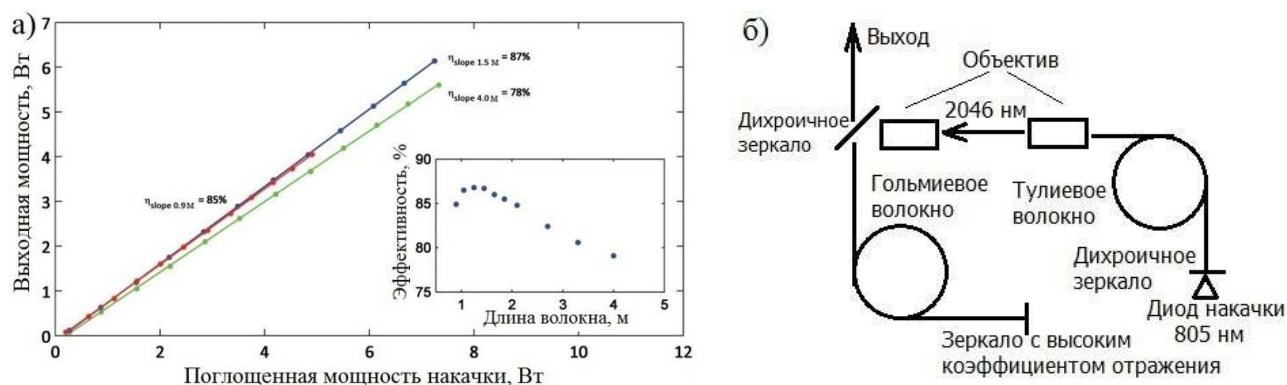 а)
7
6
5
4
3
2
1
0
Выходная мощность, Вт
η slope 1.5 М = 87%
η slope 4.0 М = 78%
η slope 0.9 М = 85%
90
85
80
75
Эффективность, %
1 2 3 4 5
Длина волокна, м
0 2 4 6 8 10 12
Поглощенная мощность накачки, Вт
б)
Выход
Объектив
2046 нм
Дихроичное
зеркало
Гольмиевое
волокно
Тулиевое
волокно
Дихроичное
зеркало
Диод накачки
805 нм
Зеркало с высоким
коэффициентом отражения